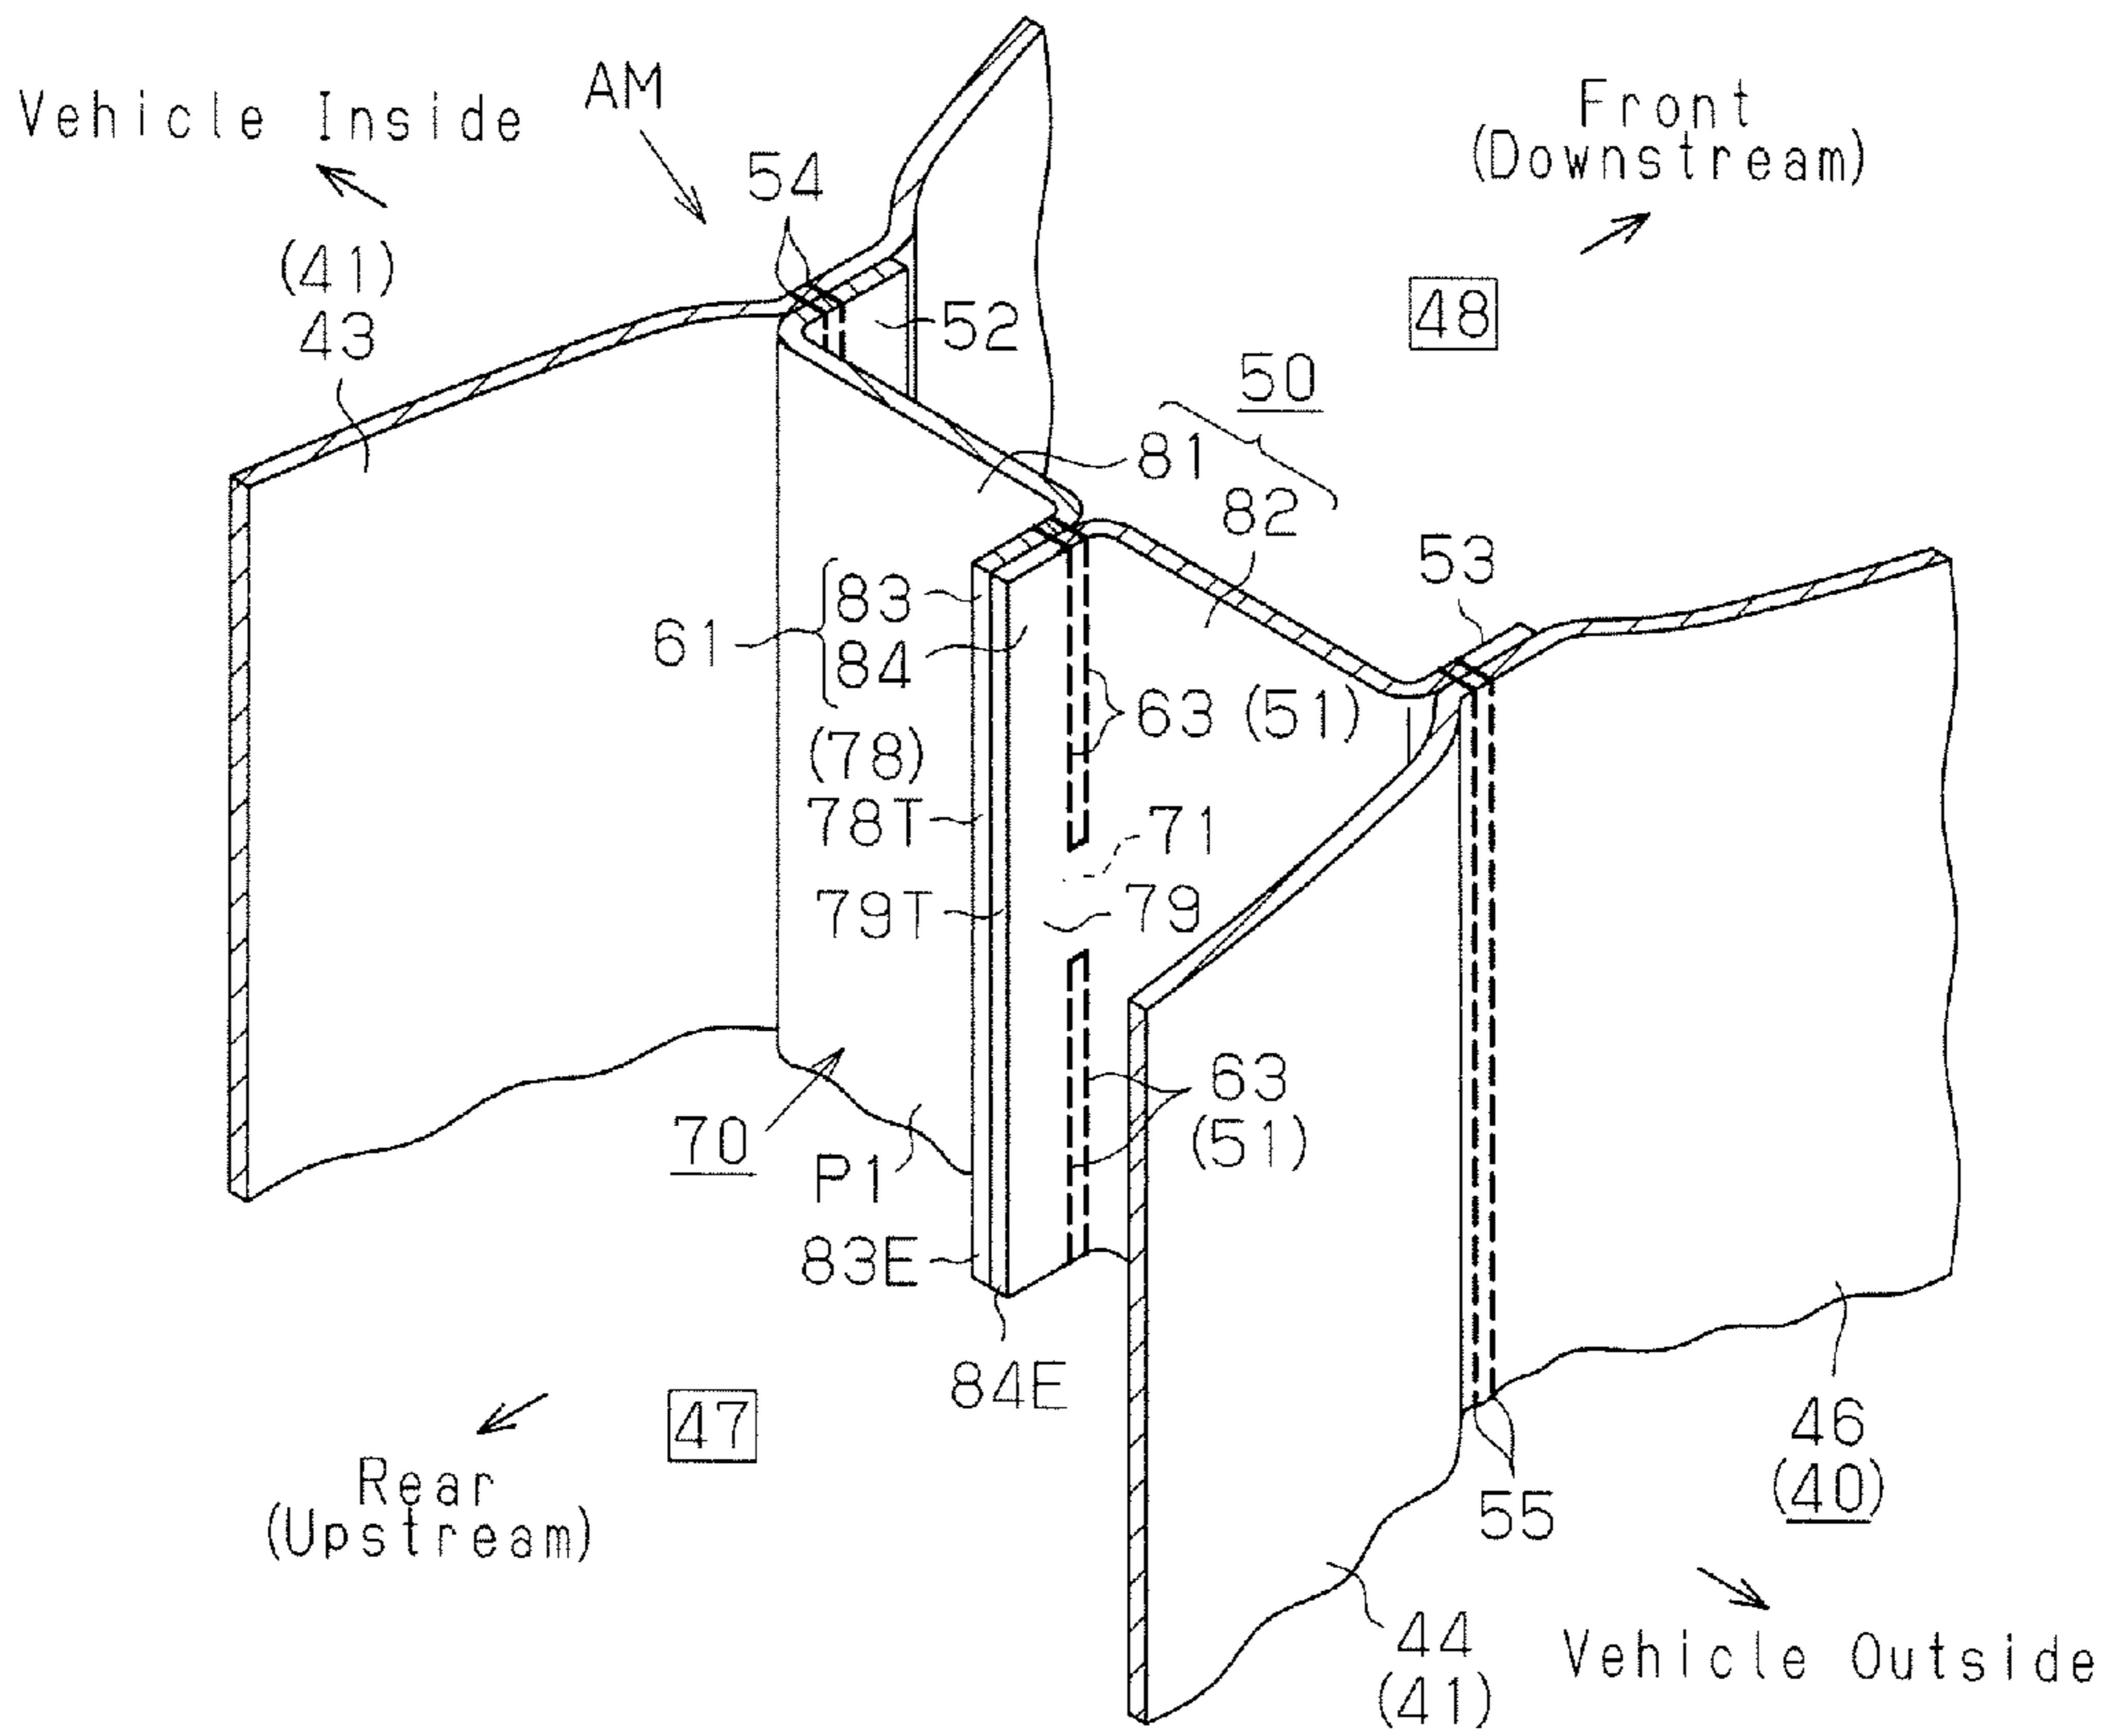 AM
Front
(Downstream)
Vehicle Inside
54
(41)
43
52
48
50
81
82
53
61
83
84
63 (51)
(78)
78T
71
79T
79
63
(51)
70
P1
83E
84E
47
46
(40)
Rear
(Upstream)
55
44
(41)
Vehicle Outside